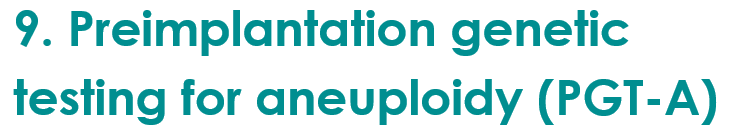 9. Preimplantation genetic
testing for aneuploidy (PGT-A)